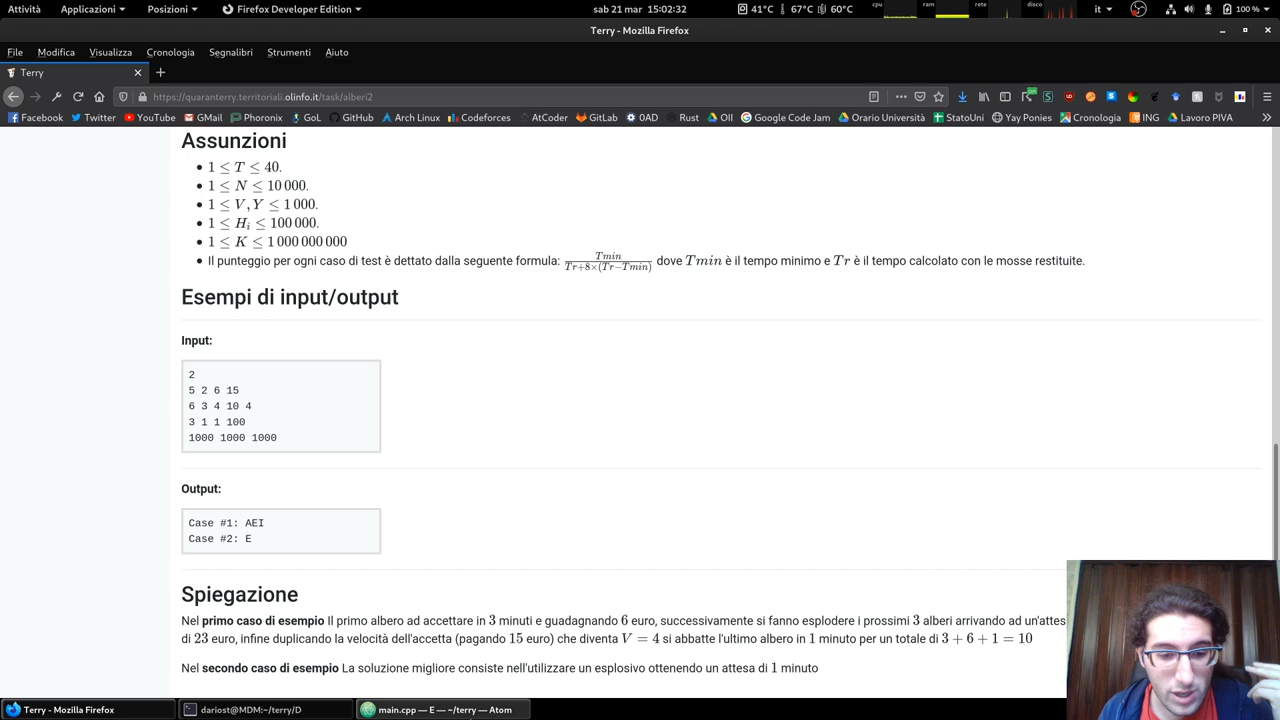 Attività Applicazioni Posizioni Firefox Developer Edition sab 21 mar 15:02:32 41°C 67°C 60°C cpu ram rete disco it 100 %
Terry - Mozilla Firefox
File Modifica Visualizza Cronologia Segnalibri Strumenti Aiuto
Terry
https://quaranterry.territoriali.olinfo.it/task/alberi2
Facebook Twitter YouTube GMail Phoronix GoL GitHub Arch Linux Codeforces AtCoder GitLab 0AD Rust OII Google Code Jam Orario Università StatoUni Yay Ponties Cronologia ING Lavoro PIVA
Assunzioni
1 ≤ T ≤ 40.
1 ≤ N ≤ 10 000.
1 ≤ V, Y ≤ 1 000.
1 ≤ Hi ≤ 100 000.
1 ≤ K ≤ 1 000 000 000
Il punteggio per ogni caso di test è dettato dalla seguente formula: Tmin / Tr+8×(Tr−Tmin) dove Tmin è il tempo minimo e Tr è il tempo calcolato con le mosse restituite.
Esempi di input/output
Input:
2
5 2 6 15
6 3 4 10 4
3 1 1 100
1000 1000 1000
Output:
Case #1: AEI
Case #2: E
Spiegazione
Nel primo caso di esempio Il primo albero ad accettare in 3 minuti e guadagnando 6 euro, successivamente si fanno esplodere i prossimi 3 alberi arrivando ad un'attes
di 23 euro, infine duplicando la velocità dell'accetta (pagando 15 euro) che diventa V = 4 si abbatte l'ultimo albero in 1 minuto per un totale di 3 + 6 + 1 = 10
Nel secondo caso di esempio La soluzione migliore consiste nell'utilizzare un esplosivo ottenendo un attesa di 1 minuto
Terry - Mozilla Firefox dariost@MDM:~/terry/D main.cpp — E — ~/terry — Atom